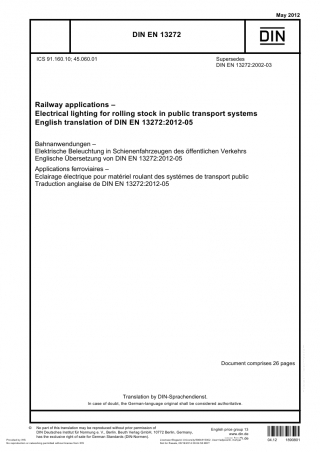 May 2012
DIN EN 13272
DIN
ICS 91.160.10; 45.060.01
Supersedes
DIN EN 13272:2002-03
Railway applications –
Electrical lighting for rolling stock in public transport systems
English translation of DIN EN 13272:2012-05
Bahnanwendungen –
Elektrische Beleuchtung in Schienenfahrzeugen des öffentlichen Verkehrs
Englische Übersetzung von DIN EN 13272:2012-05
Applications ferroviaires –
Eclairage électrique pour matériel roulant des systèmes de transport public
Traduction anglaise de DIN EN 13272:2012-05
Document comprises 26 pages
Translation by DIN-Sprachendienst.
In case of doubt, the German-language original shall be considered authoritative.
© No part of this translation may be reproduced without prior permission of
DIN Deutsches Institut für Normung e. V., Berlin. Beuth Verlag GmbH, 10772 Berlin, Germany,
has the exclusive right of sale for German Standards (DIN-Normen).
English price group 13
www.din.de
04.12